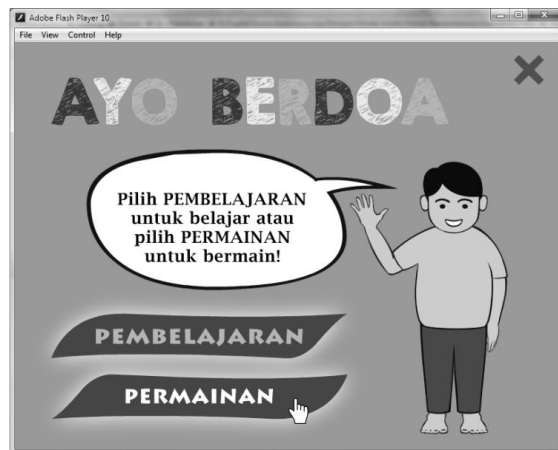 Adobe Flash Player 10
File View Control Help
AYO BERDOA
Pilih PEMBELAJARAN
untuk belajar atau
pilih PERMAINAN
untuk bermain!
PEMBELAJARAN
PERMAINAN